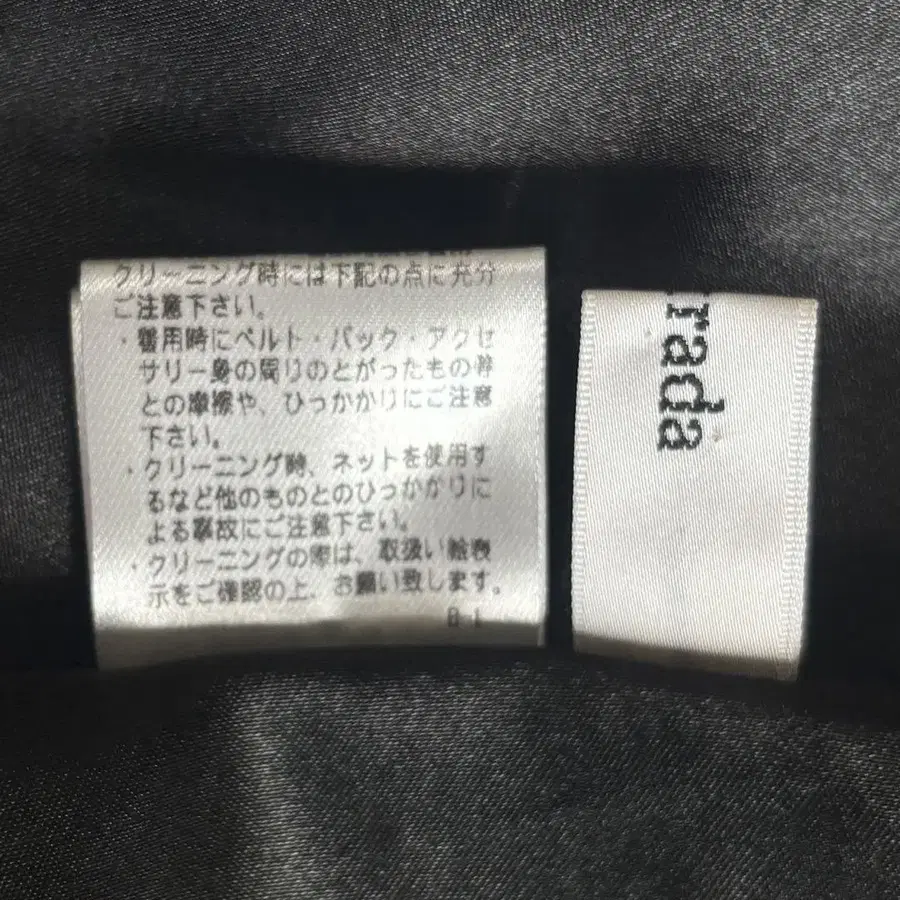 クリーニング時には下記の点に充分
ご注意下さい。
・着用時にベルト・バック・アクセ
サリー身の周りのとがったもの等
との摩擦や、ひっかかりにご注意
下さい。
・クリーニング時、ネットを使用す
るなど他のものとのひっかかりに
よる事故にご注意下さい。
・クリーニングの際は、取扱い絵表
示をご確認の上、お願い致します。
01
rada